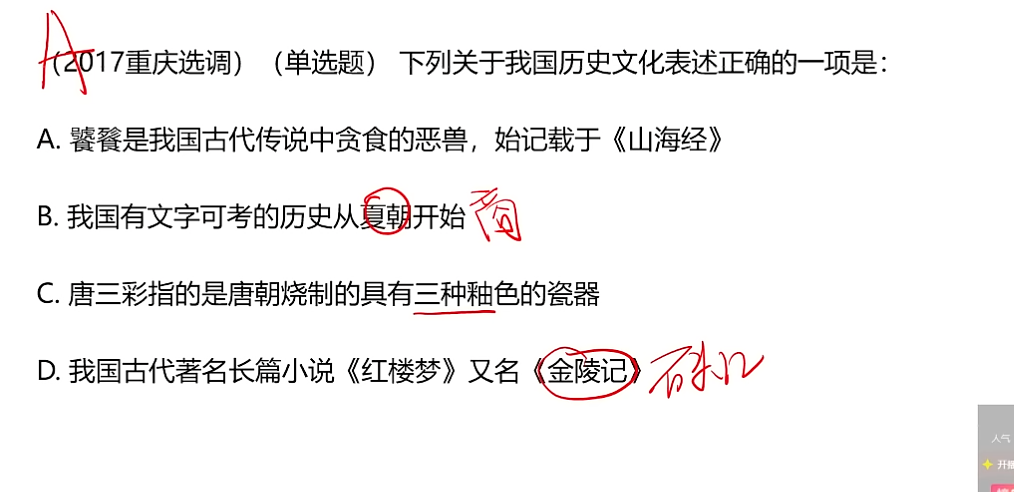 A
（2017重庆选调）（单选题） 下列关于我国历史文化表述正确的一项是：
A. 饕餮是我国古代传说中贪食的恶兽，始记载于《山海经》
B. 我国有文字可考的历史从夏朝开始 商
C. 唐三彩指的是唐朝烧制的具有三种釉色的瓷器
D. 我国古代著名长篇小说《红楼梦》又名《金陵记》
人气